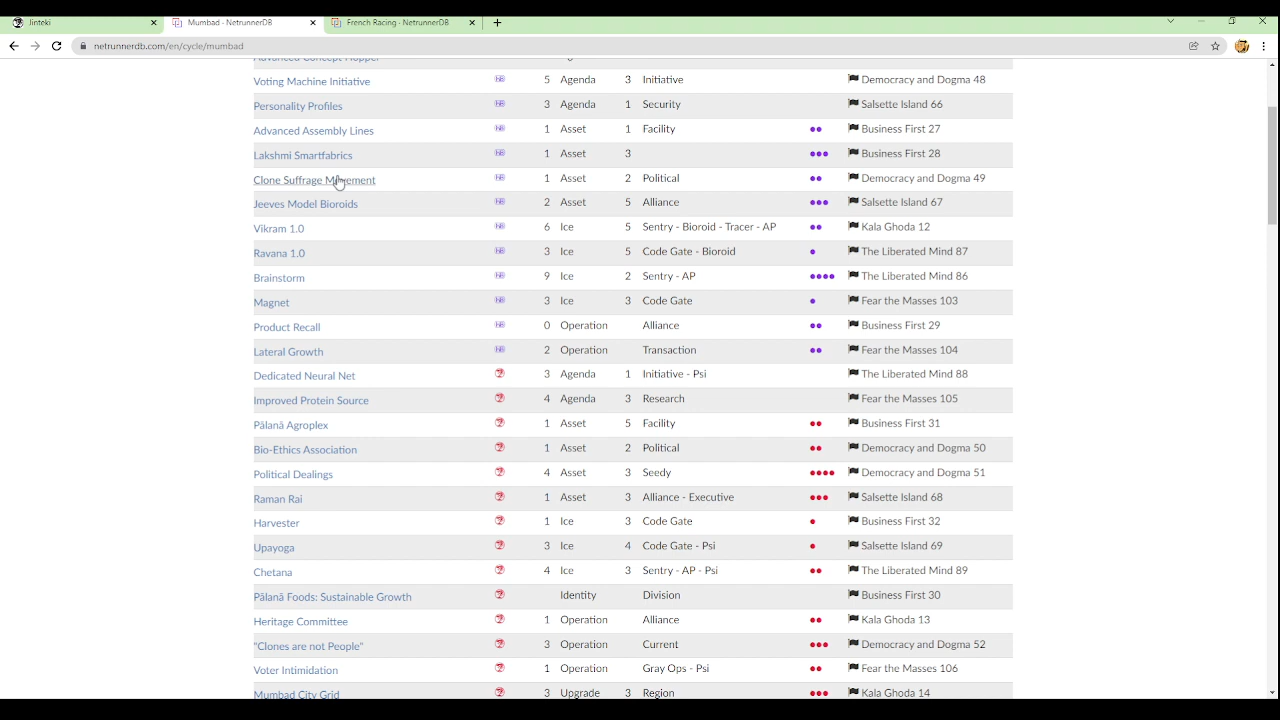 Jinteki
Mumbad - NetrunnerDB
French Racing - NetrunnerDB
netrunnerdb.com/en/cycle/mumbad
Advanced Concept Hopper
Voting Machine Initiative 5 Agenda 3 Initiative Democracy and Dogma 48
Personality Profiles 3 Agenda 1 Security Salsette Island 66
Advanced Assembly Lines 1 Asset 1 Facility Business First 27
Lakshmi Smartfabrics 1 Asset 3 Business First 28
Clone Suffrage Movement 1 Asset 2 Political Democracy and Dogma 49
Jeeves Model Bioroids 2 Asset 5 Alliance Salsette Island 67
Vikram 1.0 6 Ice 5 Sentry - Bioroid - Tracer - AP Kala Ghoda 12
Ravana 1.0 3 Ice 5 Code Gate - Bioroid The Liberated Mind 87
Brainstorm 9 Ice 2 Sentry - AP The Liberated Mind 86
Magnet 3 Ice 3 Code Gate Fear the Masses 103
Product Recall 0 Operation Alliance Business First 29
Lateral Growth 2 Operation Transaction Fear the Masses 104
Dedicated Neural Net 3 Agenda 1 Initiative - Psi The Liberated Mind 88
Improved Protein Source 4 Agenda 3 Research Fear the Masses 105
Pālanā Agroplex 1 Asset 5 Facility Business First 31
Bio-Ethics Association 1 Asset 2 Political Democracy and Dogma 50
Political Dealings 4 Asset 3 Seedy Democracy and Dogma 51
Raman Rai 1 Asset 3 Alliance - Executive Salsette Island 68
Harvester 1 Ice 3 Code Gate Business First 32
Upayoga 3 Ice 4 Code Gate - Psi Salsette Island 69
Chetana 4 Ice 3 Sentry - AP - Psi The Liberated Mind 89
Pālanā Foods: Sustainable Growth Identity Division Business First 30
Heritage Committee 1 Operation Alliance Kala Ghoda 13
"Clones are not People" 3 Operation Current Democracy and Dogma 52
Voter Intimidation 1 Operation Gray Ops - Psi Fear the Masses 106
Mumbad City Grid 3 Upgrade 3 Region Kala Ghoda 14